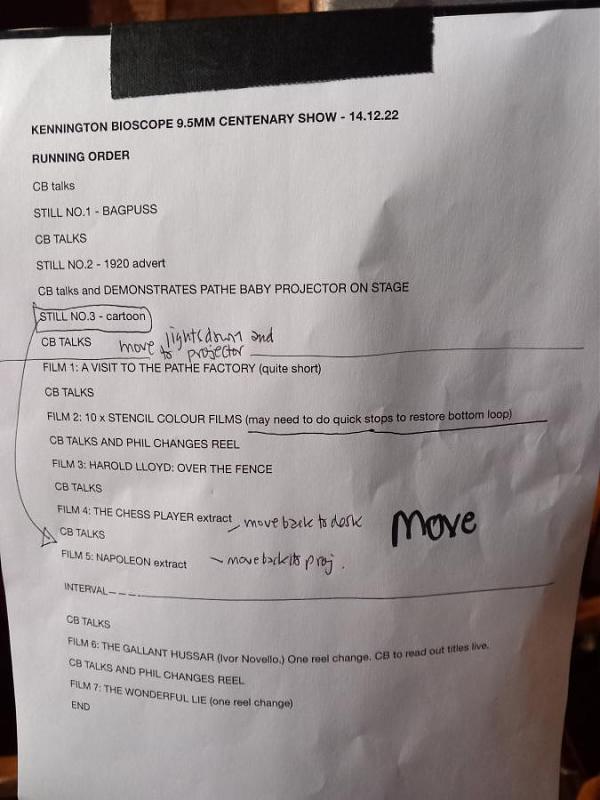 KENNINGTON BIOSCOPE 9.5MM CENTENARY SHOW - 14.12.22
RUNNING ORDER
CB talks
STILL NO.1 - BAGPUSS
CB TALKS
STILL NO.2 - 1920 advert
CB talks and DEMONSTRATES PATHE BABY PROJECTOR ON STAGE
STILL NO.3 - cartoon
CB TALKS
lights down and
move to projector
FILM 1: A VISIT TO THE PATHE FACTORY (quite short)
CB TALKS
FILM 2: 10 x STENCIL COLOUR FILMS (may need to do quick stops to restore bottom loop)
CB TALKS AND PHIL CHANGES REEL
FILM 3: HAROLD LLOYD: OVER THE FENCE
CB TALKS
FILM 4: THE CHESS PLAYER extract - move back to desk
Move
CB TALKS
FILM 5: NAPOLEON extract - move back to proj.
INTERVAL
CB TALKS
FILM 6: THE GALLANT HUSSAR (Ivor Novello,) One reel change. CB to read out titles live.
CB TALKS AND PHIL CHANGES REEL
FILM 7: THE WONDERFUL LIE (one reel change)
END